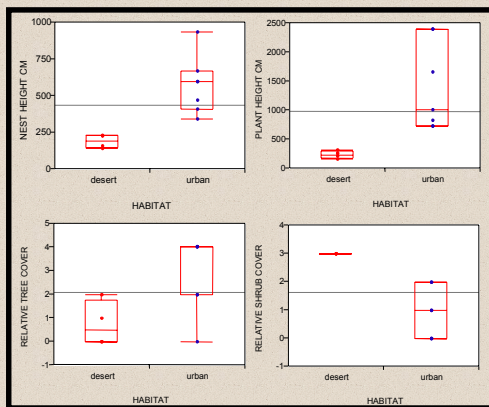 NEST HEIGHT CM
1000
750
500
250
0
desert
urban
HABITAT
PLANT HEIGHT CM
2500
2000
1500
1000
500
0
desert
urban
HABITAT
RELATIVE TREE COVER
5
4
3
2
1
0
-1
desert
urban
HABITAT
RELATIVE SHRUB COVER
4
3
2
1
0
-1
desert
urban
HABITAT